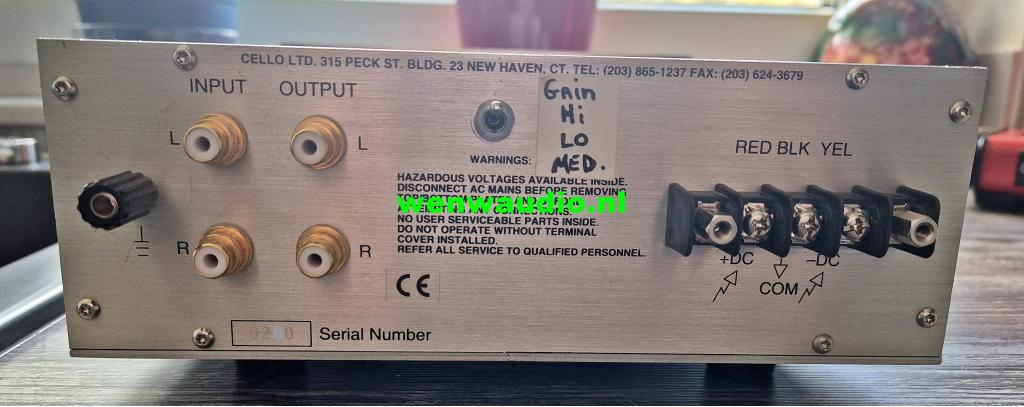 CELLO LTD. 315 PECK ST. BLDG. 23 NEW HAVEN, CT. TEL: (203) 865-1237 FAX: (203) 624-3679
INPUT OUTPUT
L L
R R
Gain
Hi
LO
MED.
WARNINGS:
HAZARDOUS VOLTAGES AVAILABLE INSIDE.
DISCONNECT AC MAINS BEFORE REMOVING
wenwaudio.nl
NO USER SERVICEABLE PARTS INSIDE.
DO NOT OPERATE WITHOUT TERMINAL
COVER INSTALLED.
REFER ALL SERVICE TO QUALIFIED PERSONNEL.
CE
RED BLK YEL
+DC –DC
COM
Serial Number